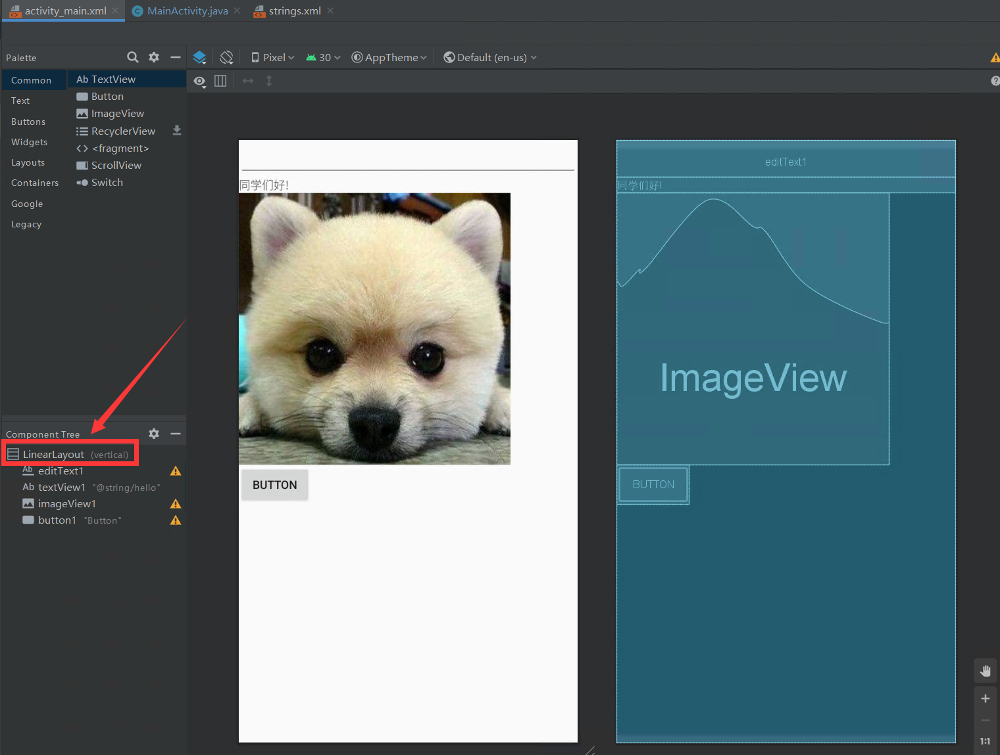 activity_main.xml
MainActivity.java
strings.xml
Palette
Pixel
30
AppTheme
Default (en-us)
Common
Text
Buttons
Widgets
Layouts
Containers
Google
Legacy
Ab TextView
Button
ImageView
RecyclerView
<fragment>
ScrollView
Switch
同学们好!
BUTTON
editText1
同学们好!
ImageView
BUTTON
Component Tree
LinearLayout (vertical)
Ab editText1
Ab textView1 "@string/hello"
imageView1
button1 "Button"
1:1